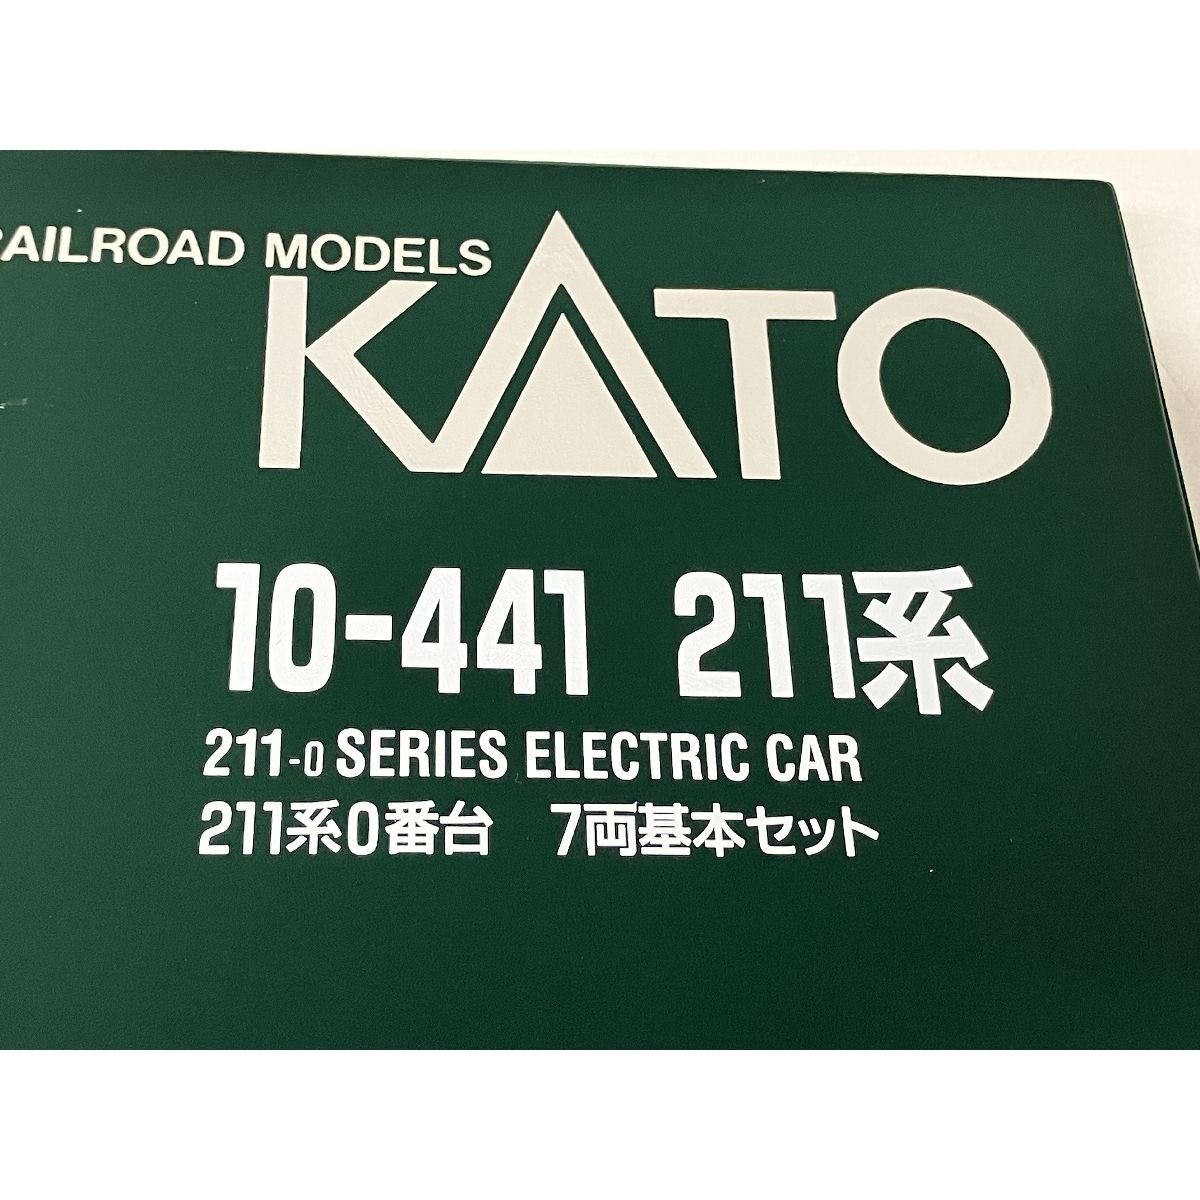 RAILROAD MODELS
KATO
10-441 211系
211-0 SERIES ELECTRIC CAR
211系0番台 7両基本セット